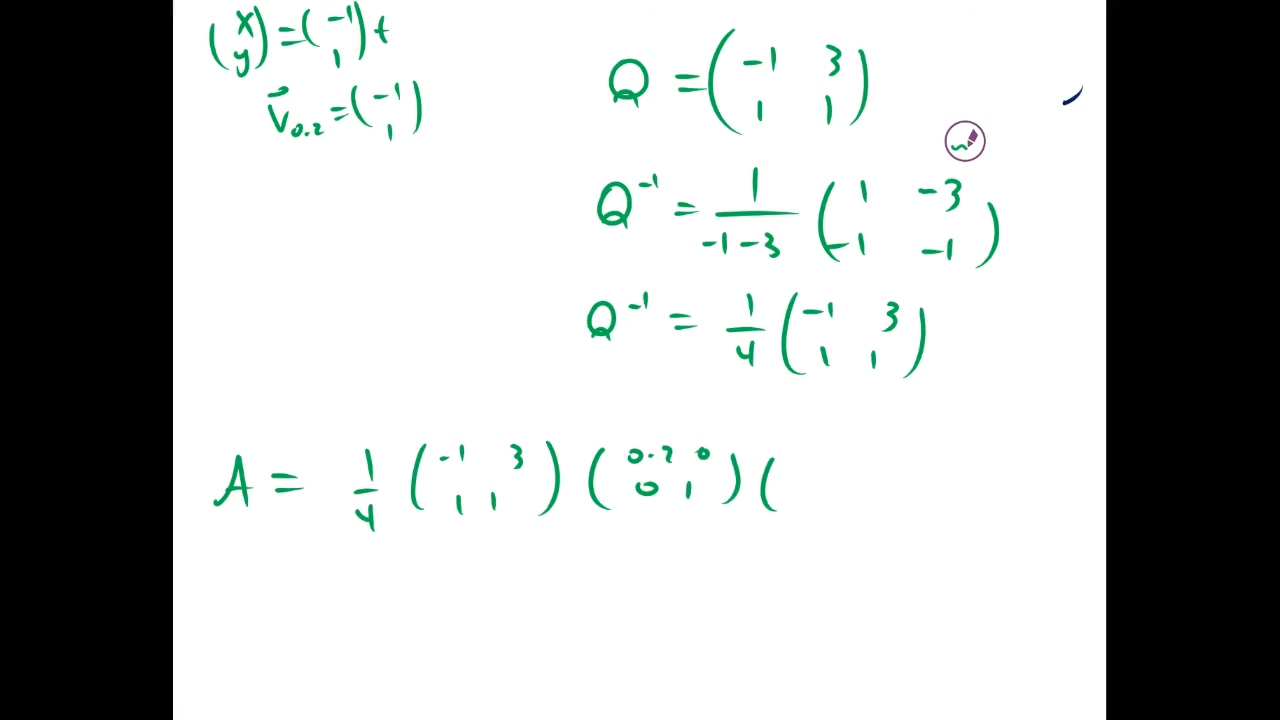 (x y) = (-1 1) t
v⃗0.2 = (-1 1)
Q = (-1 3 1 1)
Q^-1 = 1/(-1-3) (1 -3 -1 -1)
Q^-1 = 1/4 (-1 3 1 1)
A = 1/4 (-1 3 1 1) (0.2 0 0 1) (